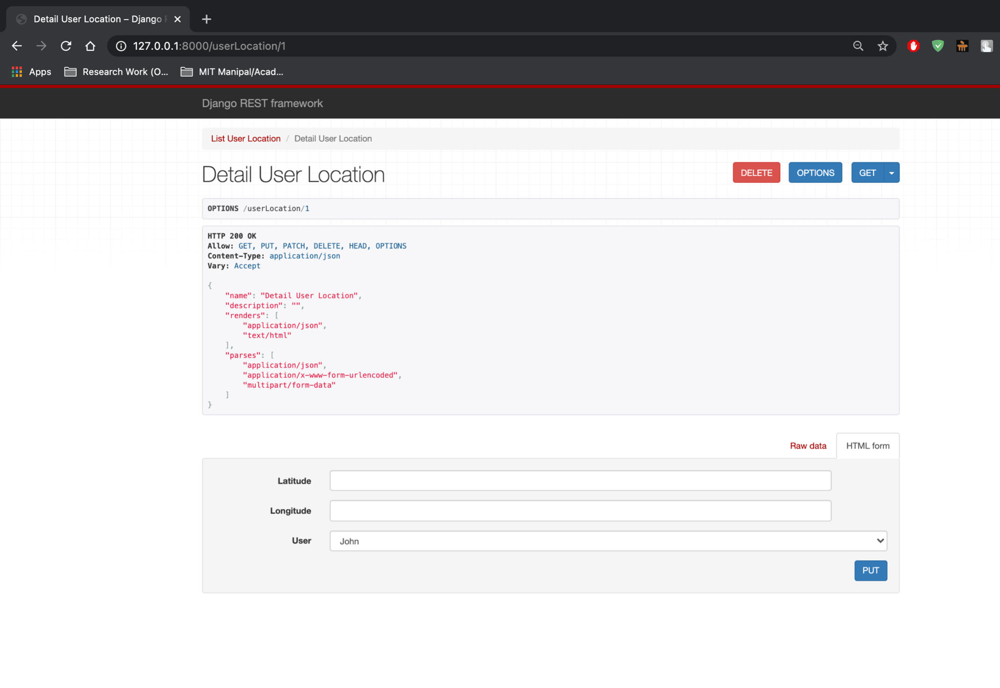 Detail User Location – Django
127.0.0.1:8000/userLocation/1
Apps
Research Work (O...
MIT Manipal/Acad...
Django REST framework
List User Location / Detail User Location
Detail User Location
DELETE
OPTIONS
GET
OPTIONS /userLocation/1
HTTP 200 OK
Allow: GET, PUT, PATCH, DELETE, HEAD, OPTIONS
Content-Type: application/json
Vary: Accept
{
    "name": "Detail User Location",
    "description": "",
    "renders": [
        "application/json",
        "text/html"
    ],
    "parses": [
        "application/json",
        "application/x-www-form-urlencoded",
        "multipart/form-data"
    ]
}
Raw data
HTML form
Latitude
Longitude
User
John
PUT